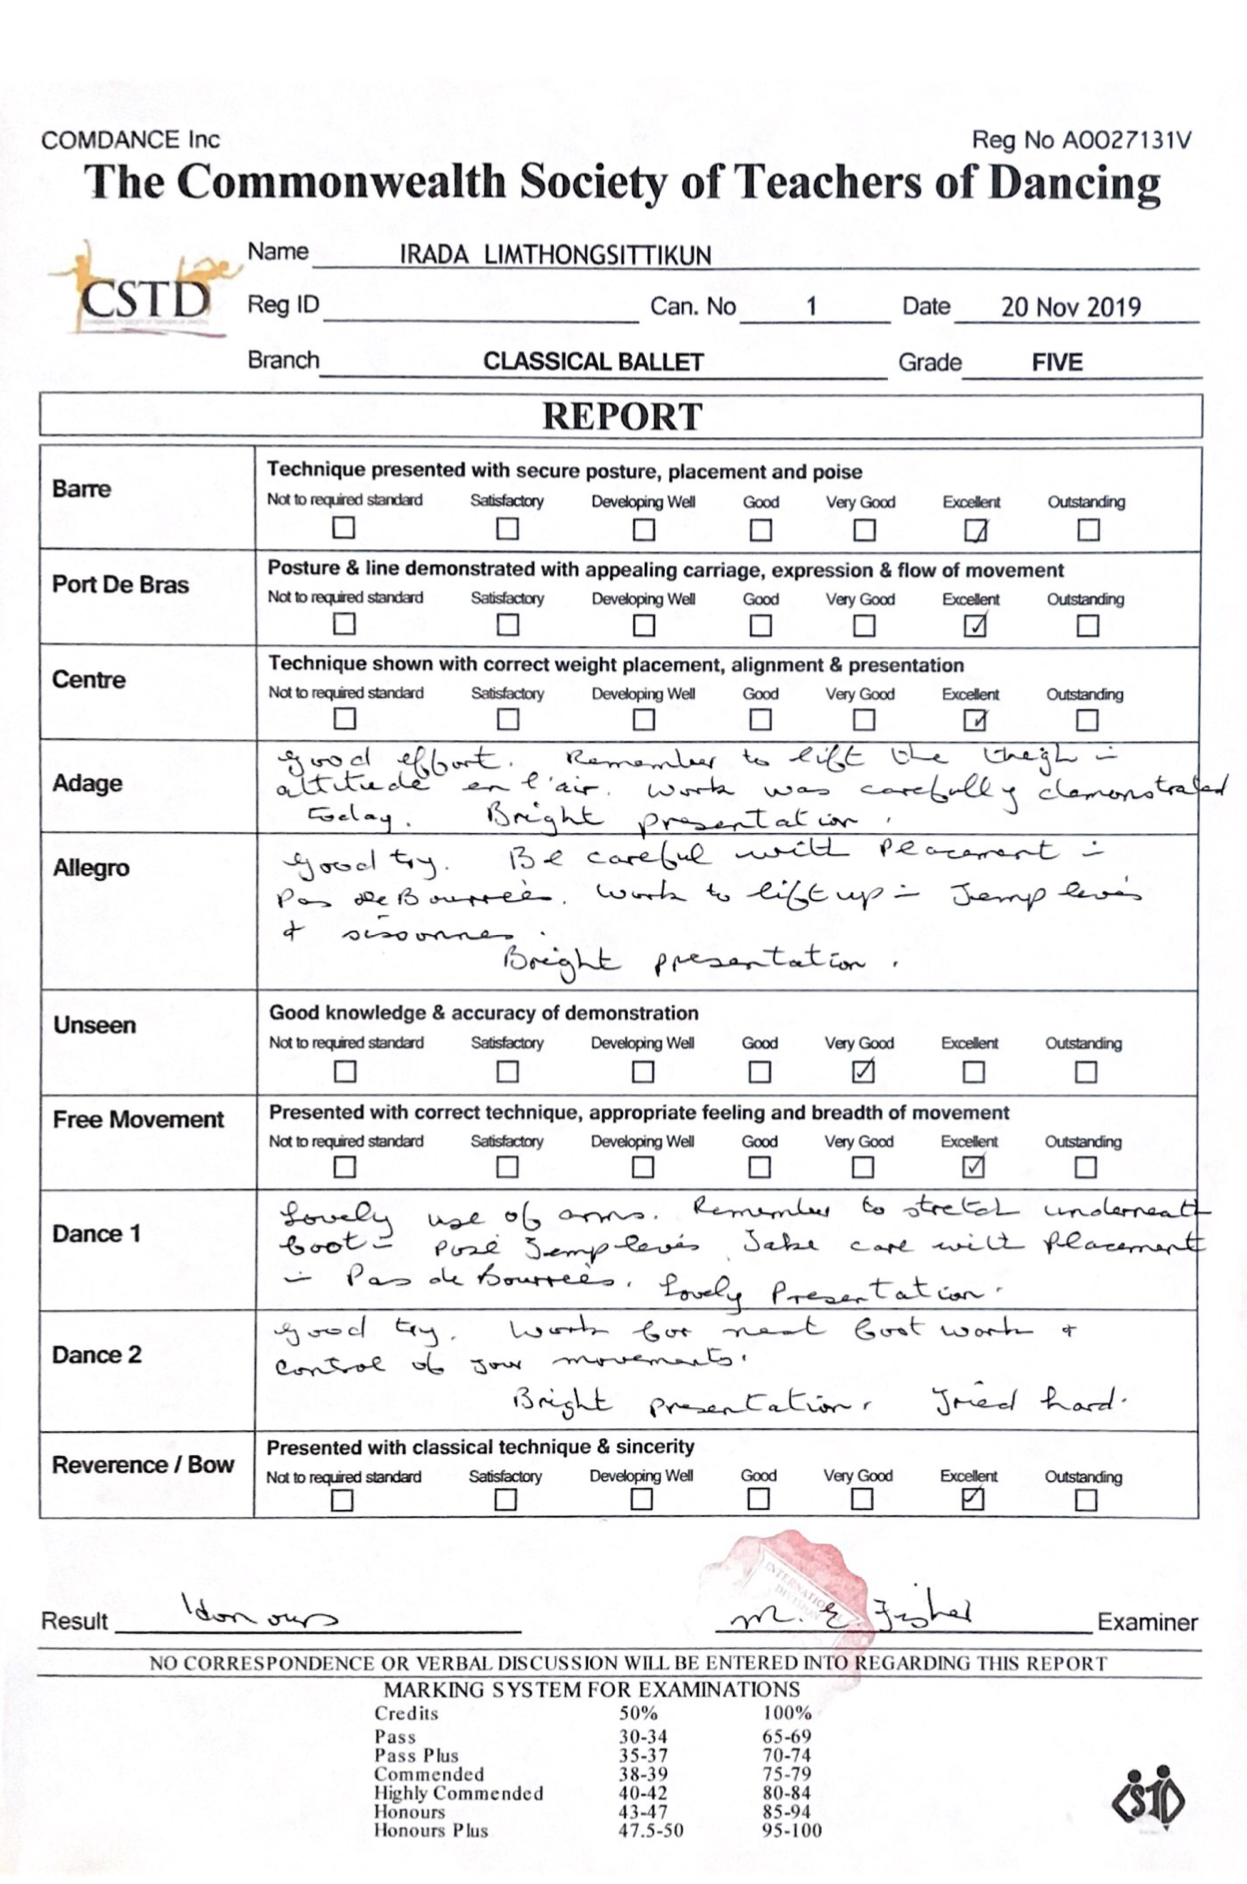 COMDANCE Inc Reg No A0027131V
The Commonwealth Society of Teachers of Dancing
CSTD
Name IRADA LIMTHONGSITTIKUN
Reg ID Can. No 1 Date 20 Nov 2019
Branch CLASSICAL BALLET Grade FIVE
REPORT
Barre
Technique presented with secure posture, placement and poise
Not to required standard Satisfactory Developing Well Good Very Good Excellent Outstanding
Port De Bras
Posture & line demonstrated with appealing carriage, expression & flow of movement
Not to required standard Satisfactory Developing Well Good Very Good Excellent Outstanding
Centre
Technique shown with correct weight placement, alignment & presentation
Not to required standard Satisfactory Developing Well Good Very Good Excellent Outstanding
Adage
Good effort. Remember to lift the thigh in
attitude en l'air. Work was carefully demonstrated
today. Bright presentation.
Allegro
Good try. Be careful with Placement in
Pas de Bourrées. Work to lift up in Temp levés
& sissonnes.
Bright presentation.
Unseen
Good knowledge & accuracy of demonstration
Not to required standard Satisfactory Developing Well Good Very Good Excellent Outstanding
Free Movement
Presented with correct technique, appropriate feeling and breadth of movement
Not to required standard Satisfactory Developing Well Good Very Good Excellent Outstanding
Dance 1
Lovely use of arms. Remember to stretch underneath
foot in posé Temp levés. Take care with Placement
in Pas de Bourrées. Lovely Presentation.
Dance 2
Good try. Work for neat foot work &
control of your movements.
Bright presentation. Tried hard.
Reverence / Bow
Presented with classical technique & sincerity
Not to required standard Satisfactory Developing Well Good Very Good Excellent Outstanding
INTERNATIONAL
DIVISION
Result Honours M. E. Fisher Examiner
NO CORRESPONDENCE OR VERBAL DISCUSSION WILL BE ENTERED INTO REGARDING THIS REPORT
MARKING SYSTEM FOR EXAMINATIONS
Credits 50% 100%
Pass 30-34 65-69
Pass Plus 35-37 70-74
Commended 38-39 75-79
Highly Commended 40-42 80-84
Honours 43-47 85-94
Honours Plus 47.5-50 95-100
CSTD